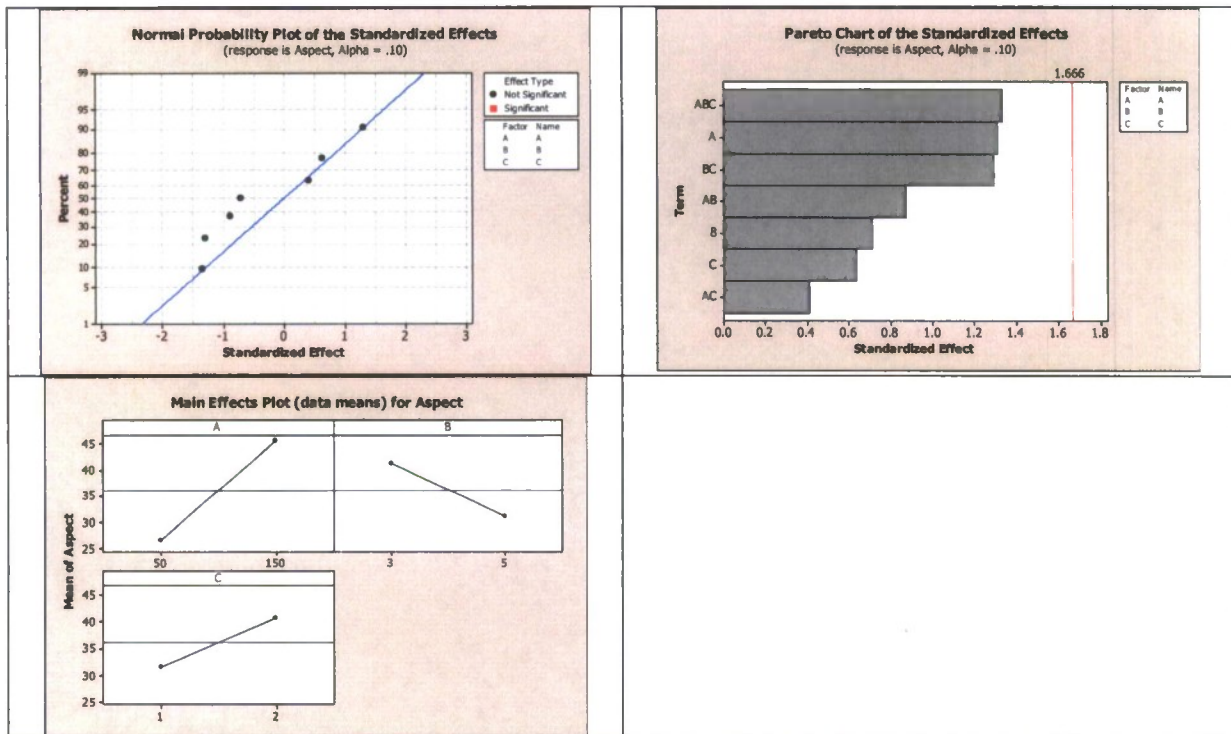 Normal Probability Plot of the Standardized Effects
(response is Aspect, Alpha = .10)
99
95
90
80
70
60
50
40
30
20
10
5
1
Percent
-3 -2 -1 0 1 2 3
Standardized Effect
Effect Type
Not Significant
Significant
Factor Name
A A
B B
C C
Pareto Chart of the Standardized Effects
(response is Aspect, Alpha = .10)
1.666
Term
ABC
A
BC
AB
B
C
AC
0.0 0.2 0.4 0.6 0.8 1.0 1.2 1.4 1.6 1.8
Standardized Effect
Factor Name
A A
B B
C C
Main Effects Plot (data means) for Aspect
Mean of Aspect
A B
45
40
35
30
25
50 150 3 5
C
45
40
35
30
25
1 2